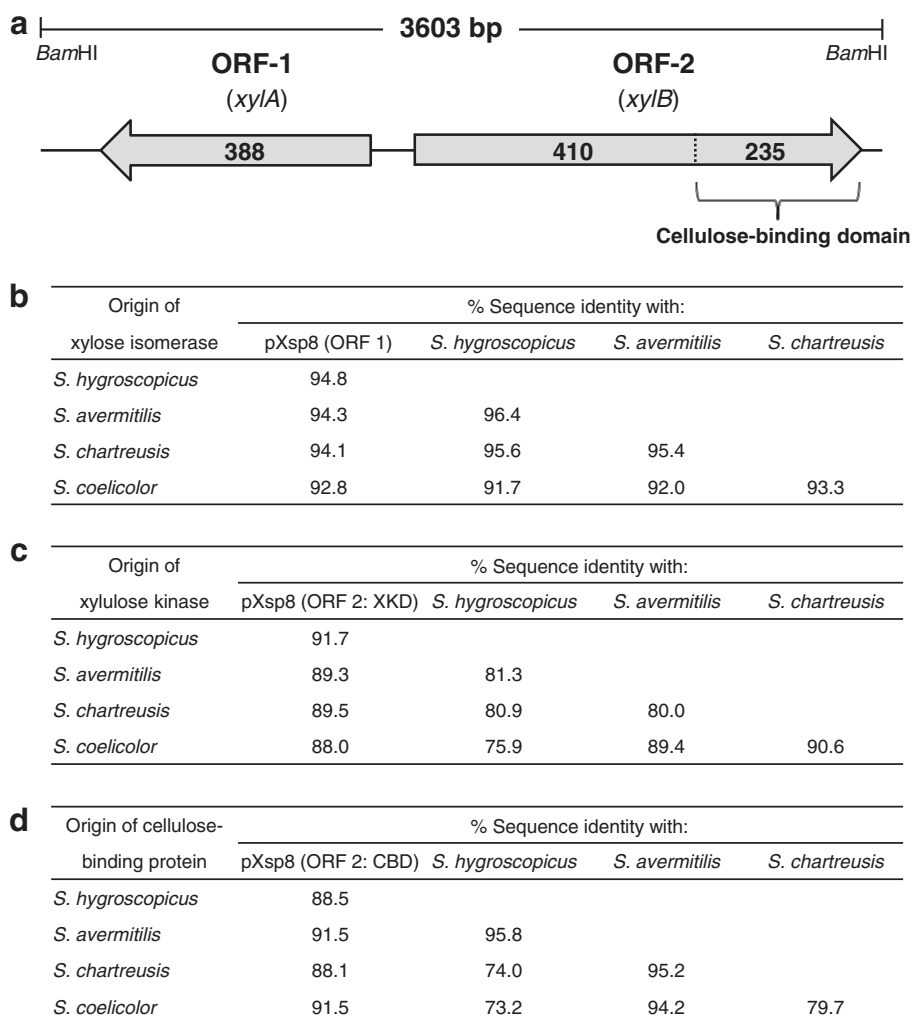 a
3603 bp
BamHI BamHI
ORF-1 ORF-2
(xylA) (xylB)
388 410 235
Cellulose-binding domain
b
Origin of % Sequence identity with:
xylose isomerase pXsp8 (ORF 1) S. hygroscopicus S. avermitilis S. chartreusis
S. hygroscopicus 94.8
S. avermitilis 94.3 96.4
S. chartreusis 94.1 95.6 95.4
S. coelicolor 92.8 91.7 92.0 93.3
c
Origin of % Sequence identity with:
xylulose kinase pXsp8 (ORF 2: XKD) S. hygroscopicus S. avermitilis S. chartreusis
S. hygroscopicus 91.7
S. avermitilis 89.3 81.3
S. chartreusis 89.5 80.9 80.0
S. coelicolor 88.0 75.9 89.4 90.6
d
Origin of cellulose- % Sequence identity with:
binding protein pXsp8 (ORF 2: CBD) S. hygroscopicus S. avermitilis S. chartreusis
S. hygroscopicus 88.5
S. avermitilis 91.5 95.8
S. chartreusis 88.1 74.0 95.2
S. coelicolor 91.5 73.2 94.2 79.7